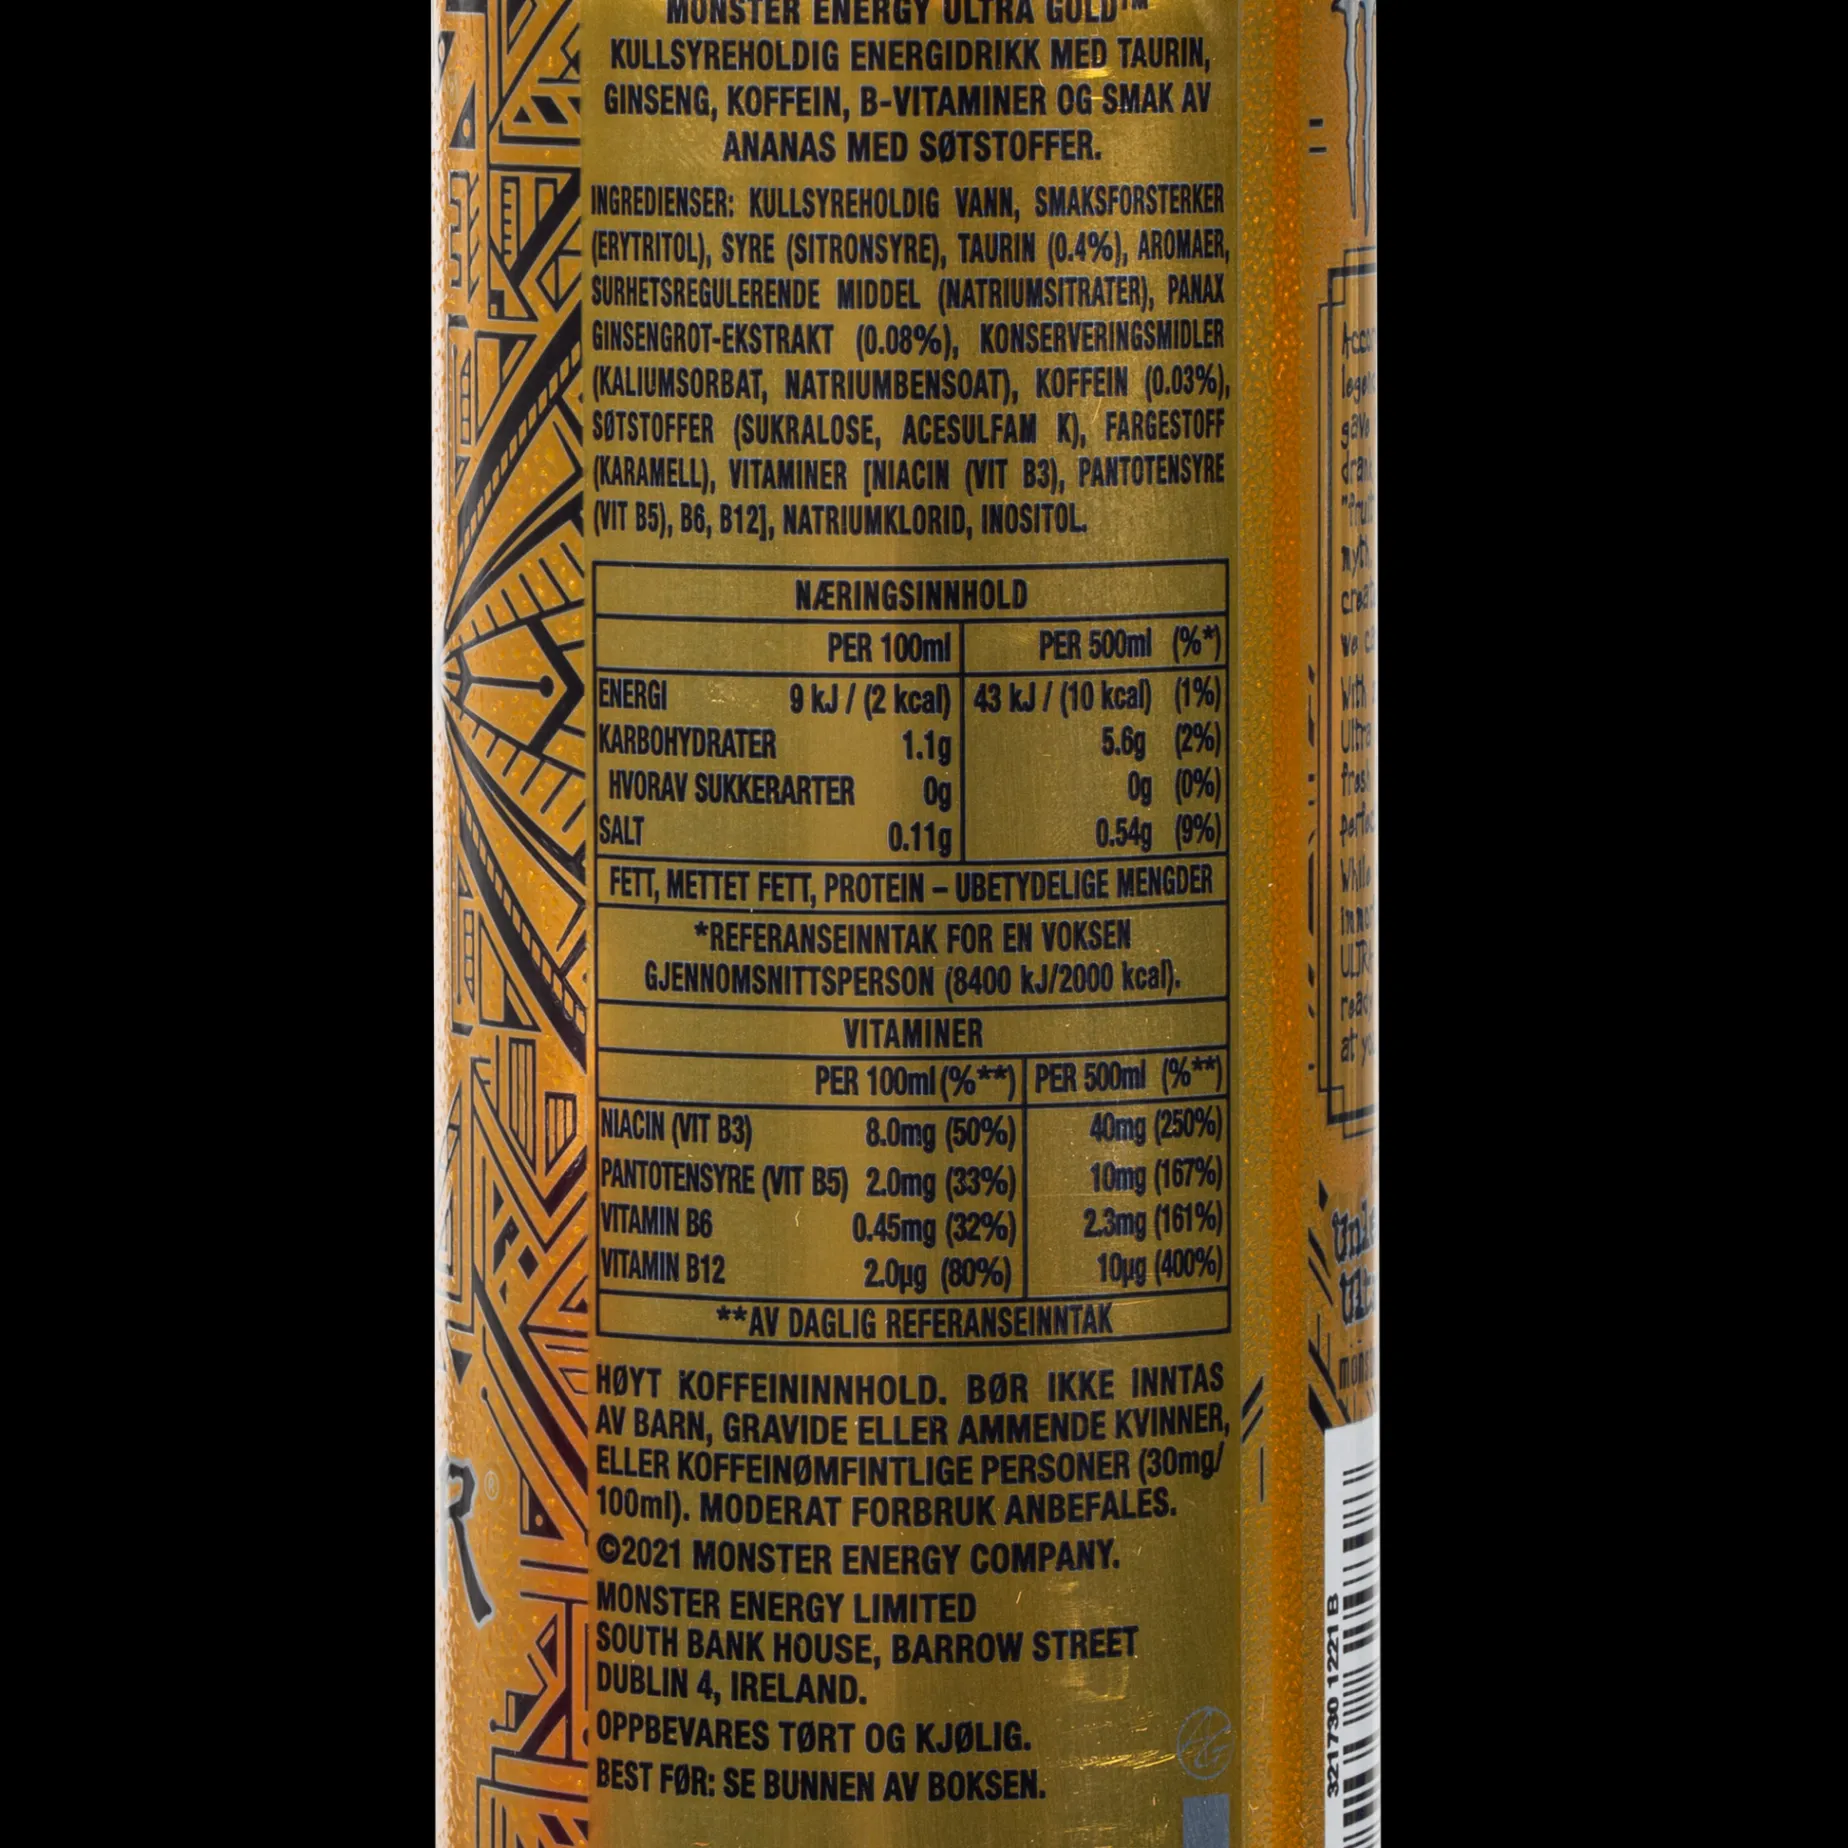 MONSTER ENERGY ULTRA GOLD™
KULLSYREHOLDIG ENERGIDRIKK MED TAURIN,
GINSENG, KOFFEIN, B-VITAMINER OG SMAK AV
ANANAS MED SØTSTOFFER.
INGREDIENSER: KULLSYREHOLDIG VANN, SMAKSFORSTERKER
(ERYTRITOL), SYRE (SITRONSYRE), TAURIN (0.4%), AROMAER,
SURHETSREGULERENDE MIDDEL (NATRIUMSITRATER), PANAX
GINSENGROT-EKSTRAKT (0.08%), KONSERVERINGSMIDLER
(KALIUMSORBAT, NATRIUMBENSOAT), KOFFEIN (0.03%),
SØTSTOFFER (SUKRALOSE, ACESULFAM K), FARGESTOFF
(KARAMELL), VITAMINER [NIACIN (VIT B3), PANTOTENSYRE
(VIT B5), B6, B12], NATRIUMKLORID, INOSITOL.
NÆRINGSINNHOLD
PER 100ml PER 500ml (%*)
ENERGI 9 kJ / (2 kcal) 43 kJ / (10 kcal) (1%)
KARBOHYDRATER 1.1g 5.6g (2%)
HVORAV SUKKERARTER 0g 0g (0%)
SALT 0.11g 0.54g (9%)
FETT, METTET FETT, PROTEIN – UBETYDELIGE MENGDER
*REFERANSEINNTAK FOR EN VOKSEN
GJENNOMSNITTSPERSON (8400 kJ/2000 kcal).
VITAMINER
PER 100ml (%**) PER 500ml (%**)
NIACIN (VIT B3) 8.0mg (50%) 40mg (250%)
PANTOTENSYRE (VIT B5) 2.0mg (33%) 10mg (167%)
VITAMIN B6 0.45mg (32%) 2.3mg (161%)
VITAMIN B12 2.0µg (80%) 10µg (400%)
**AV DAGLIG REFERANSEINNTAK
HØYT KOFFEININNHOLD. BØR IKKE INNTAS
AV BARN, GRAVIDE ELLER AMMENDE KVINNER,
ELLER KOFFEINØMFINTLIGE PERSONER (30mg/
100ml). MODERAT FORBRUK ANBEFALES.
©2021 MONSTER ENERGY COMPANY.
MONSTER ENERGY LIMITED
SOUTH BANK HOUSE, BARROW STREET
DUBLIN 4, IRELAND.
OPPBEVARES TØRT OG KJØLIG.
BEST FØR: SE BUNNEN AV BOKSEN.
R®
321730 1221 B